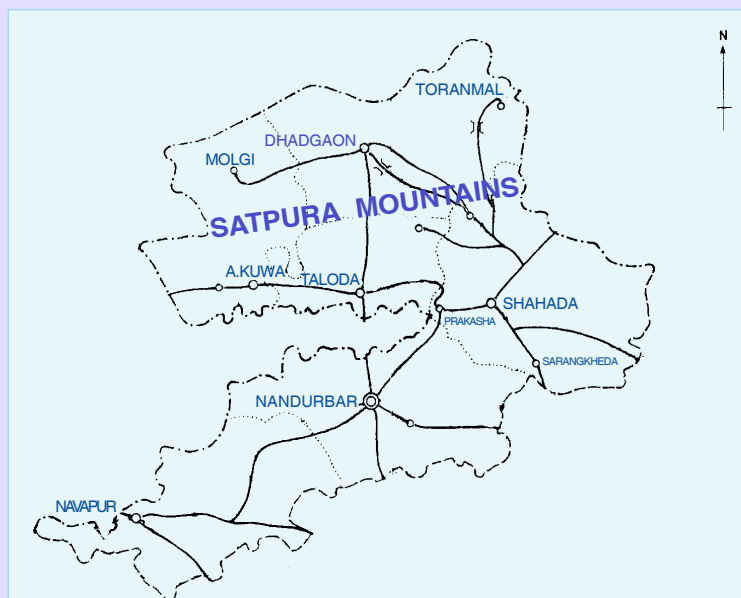 N
TORANMAL
DHADGAON
MOLGI
SATPURA MOUNTAINS
A.KUWA
TALODA
SHAHADA
PRAKASHA
SARANGKHEDA
NANDURBAR
NAVAPUR